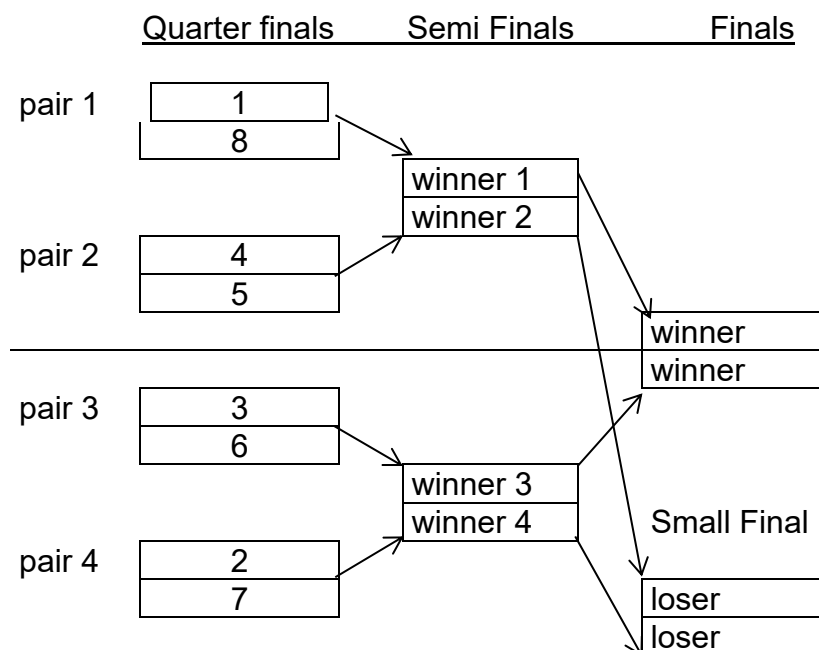 Quarter finals Semi Finals Finals
pair 1
1
8
winner 1
winner 2
pair 2
4
5
winner
winner
pair 3
3
6
winner 3
winner 4
Small Final
pair 4
2
7
loser
loser